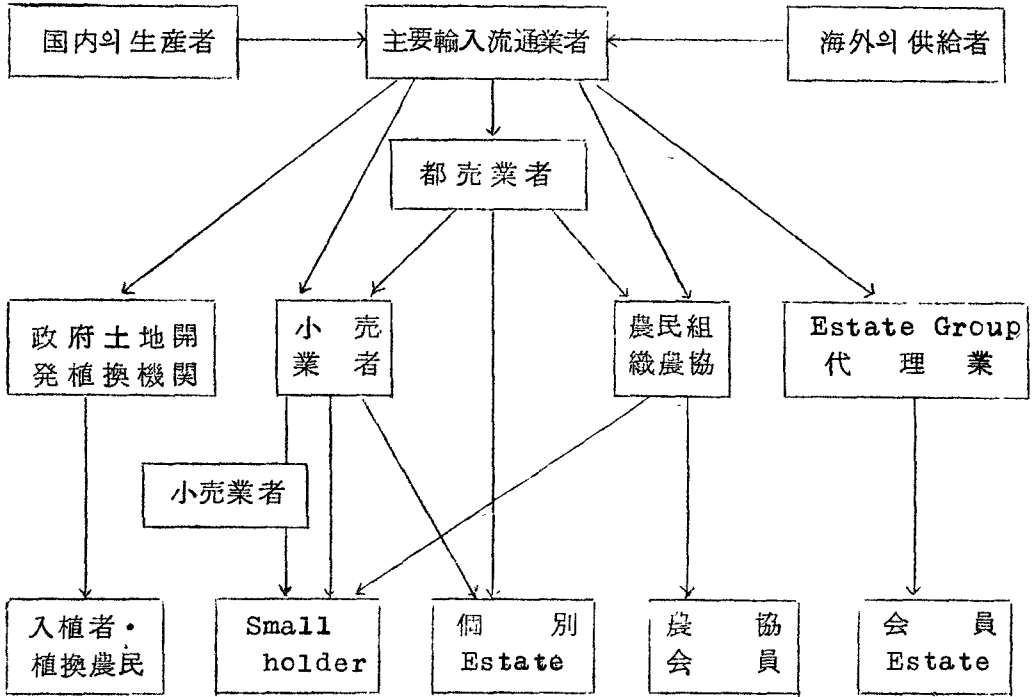 国内의 生産者
主要輸入流通業者
海外의 供給者
都売業者
政府土地開
発植換機関
小 売
業 者
農民組
織農協
Estate Group
代 理 業
小売業者
入植者・
植換農民
Small
holder
個 別
Estate
農 協
会 員
会 員
Estate